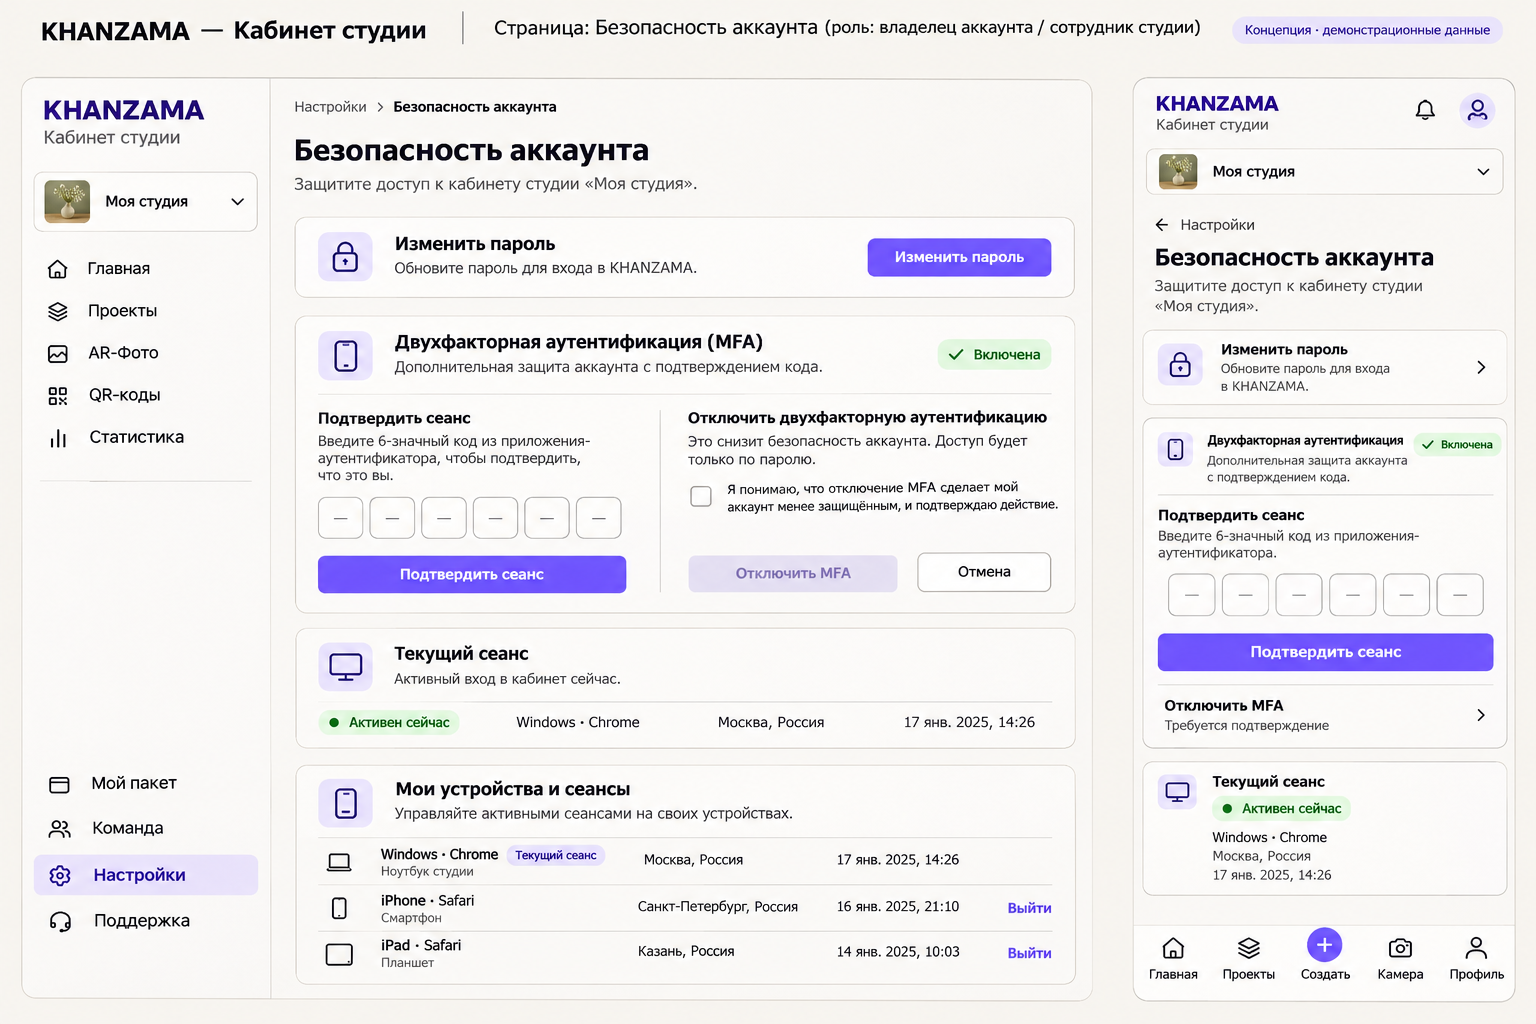 KHANZAMA — Кабинет студии
Страница: Безопасность аккаунта (роль: владелец аккаунта / сотрудник студии)
Концепция · демонстрационные данные
KHANZAMA
Кабинет студии
Моя студия
Главная
Проекты
AR-Фото
QR-коды
Статистика
Мой пакет
Команда
Настройки
Поддержка
Настройки > Безопасность аккаунта
Безопасность аккаунта
Защитите доступ к кабинету студии «Моя студия».
Изменить пароль
Обновите пароль для входа в KHANZAMA.
Изменить пароль
Двухфакторная аутентификация (MFA)
Дополнительная защита аккаунта с подтверждением кода.
Включена
Подтвердить сеанс
Введите 6-значный код из приложения-
аутентификатора, чтобы подтвердить,
что это вы.
— — — — — —
Подтвердить сеанс
Отключить двухфакторную аутентификацию
Это снизит безопасность аккаунта. Доступ будет
только по паролю.
Я понимаю, что отключение MFA сделает мой
аккаунт менее защищённым, и подтверждаю действие.
Отключить MFA
Отмена
Текущий сеанс
Активный вход в кабинет сейчас.
Активен сейчас Windows · Chrome Москва, Россия 17 янв. 2025, 14:26
Мои устройства и сеансы
Управляйте активными сеансами на своих устройствах.
Windows · Chrome Текущий сеанс Москва, Россия 17 янв. 2025, 14:26
Ноутбук студии
iPhone · Safari Санкт-Петербург, Россия 16 янв. 2025, 21:10 Выйти
Смартфон
iPad · Safari Казань, Россия 14 янв. 2025, 10:03 Выйти
Планшет
KHANZAMA
Кабинет студии
Моя студия
← Настройки
Безопасность аккаунта
Защитите доступ к кабинету студии
«Моя студия».
Изменить пароль
Обновите пароль для входа
в KHANZAMA.
Двухфакторная аутентификация
Включена
Дополнительная защита аккаунта
с подтверждением кода.
Подтвердить сеанс
Введите 6-значный код из приложения-
аутентификатора.
— — — — — —
Подтвердить сеанс
Отключить MFA
Требуется подтверждение
Текущий сеанс
Активен сейчас
Windows · Chrome
Москва, Россия
17 янв. 2025, 14:26
Главная Проекты Создать Камера Профиль